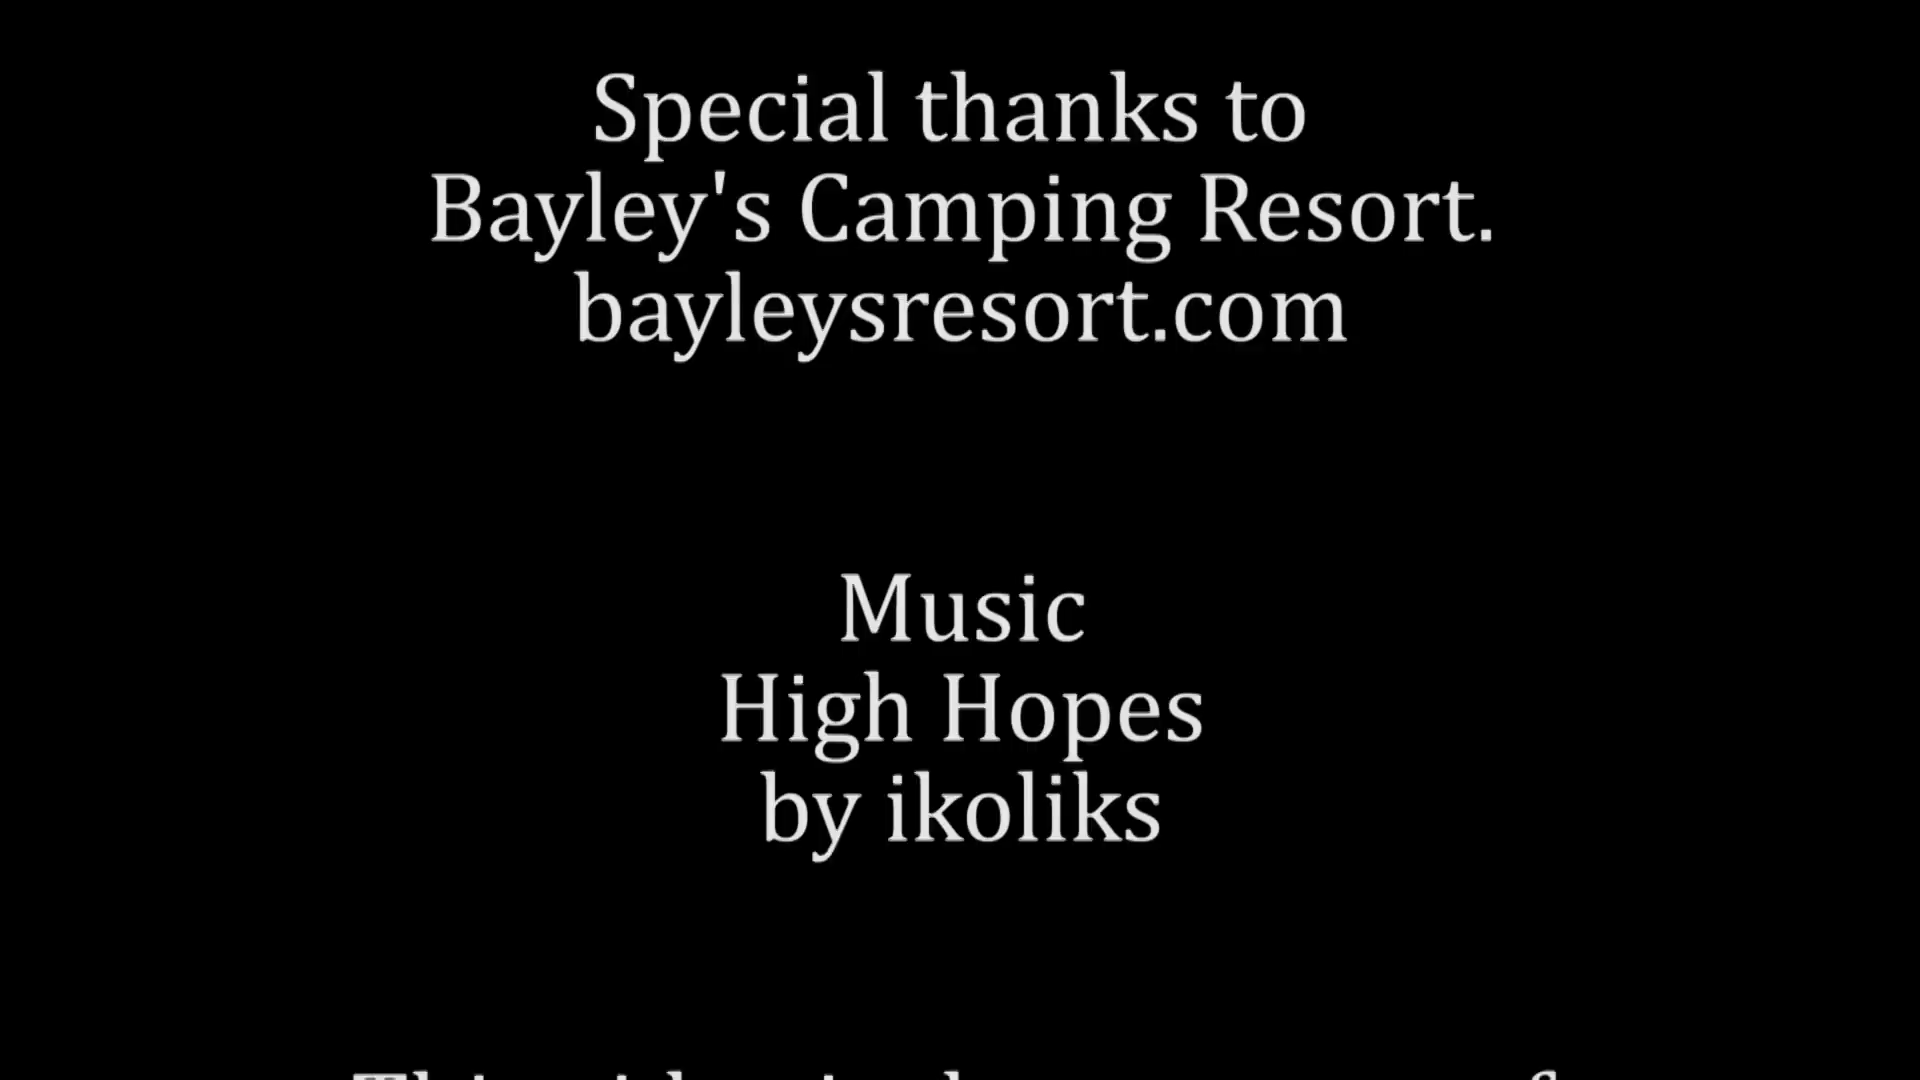 Special thanks to
Bayley's Camping Resort.
bayleysresort.com
Music
High Hopes
by ikoliks